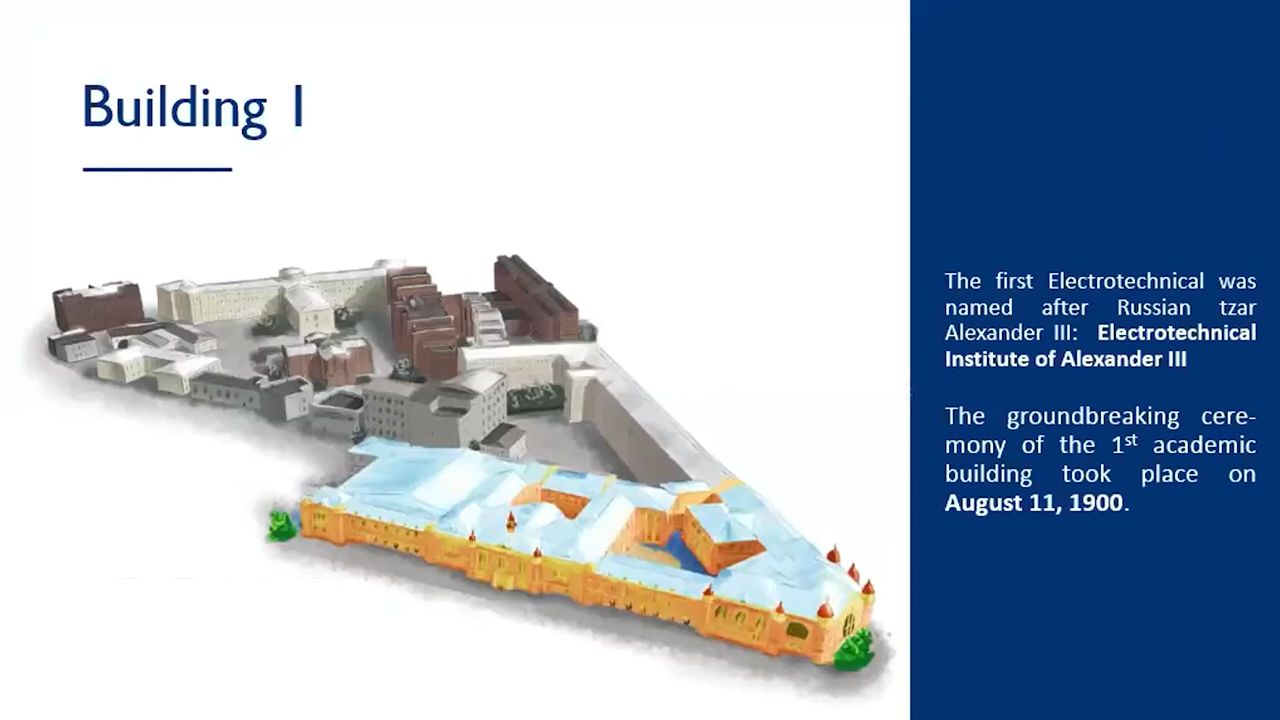 Building 1
The first Electrotechnical was
named after Russian tzar
Alexander III: Electrotechnical
Institute of Alexander III
The groundbreaking cere-
mony of the 1st academic
building took place on
August 11, 1900.